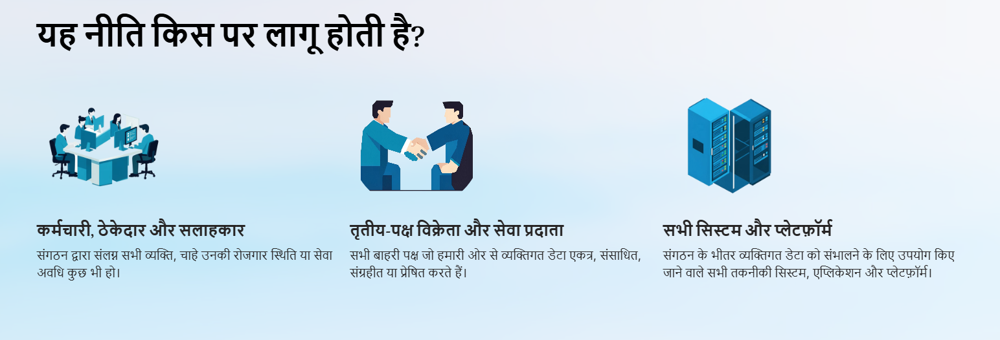 यह नीति किस पर लागू होती है?
कर्मचारी, ठेकेदार और सलाहकार
संगठन द्वारा संलग्न सभी व्यक्ति, चाहे उनकी रोजगार स्थिति या सेवा
अवधि कुछ भी हो।
तृतीय-पक्ष विक्रेता और सेवा प्रदाता
सभी बाहरी पक्ष जो हमारी ओर से व्यक्तिगत डेटा एकत्र, संसाधित,
संग्रहीत या प्रेषित करते हैं।
सभी सिस्टम और प्लेटफ़ॉर्म
संगठन के भीतर व्यक्तिगत डेटा को संभालने के लिए उपयोग किए
जाने वाले सभी तकनीकी सिस्टम, एप्लिकेशन और प्लेटफ़ॉर्म।